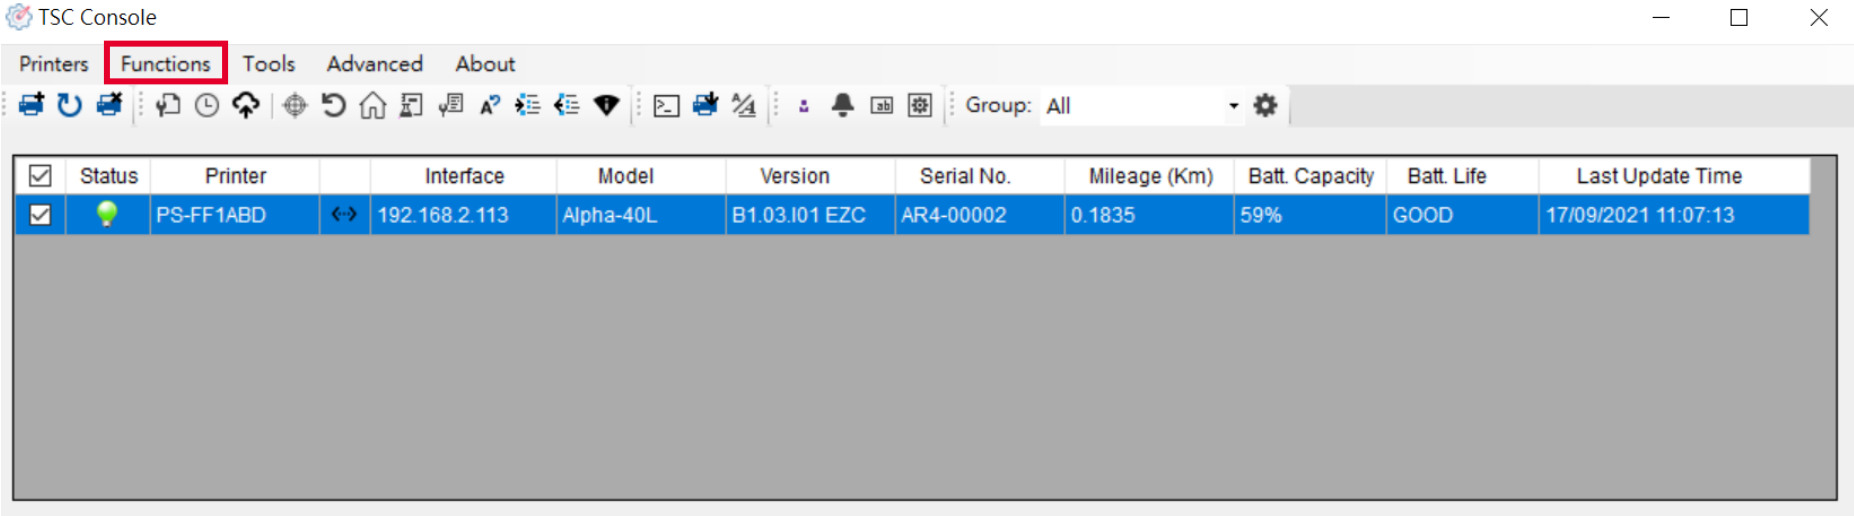 TSC Console
Printers Functions Tools Advanced About
Group: All
Status Printer Interface Model Version Serial No. Mileage (Km) Batt. Capacity Batt. Life Last Update Time
PS-FF1ABD 192.168.2.113 Alpha-40L B1.03.I01 EZC AR4-00002 0.1835 59% GOOD 17/09/2021 11:07:13